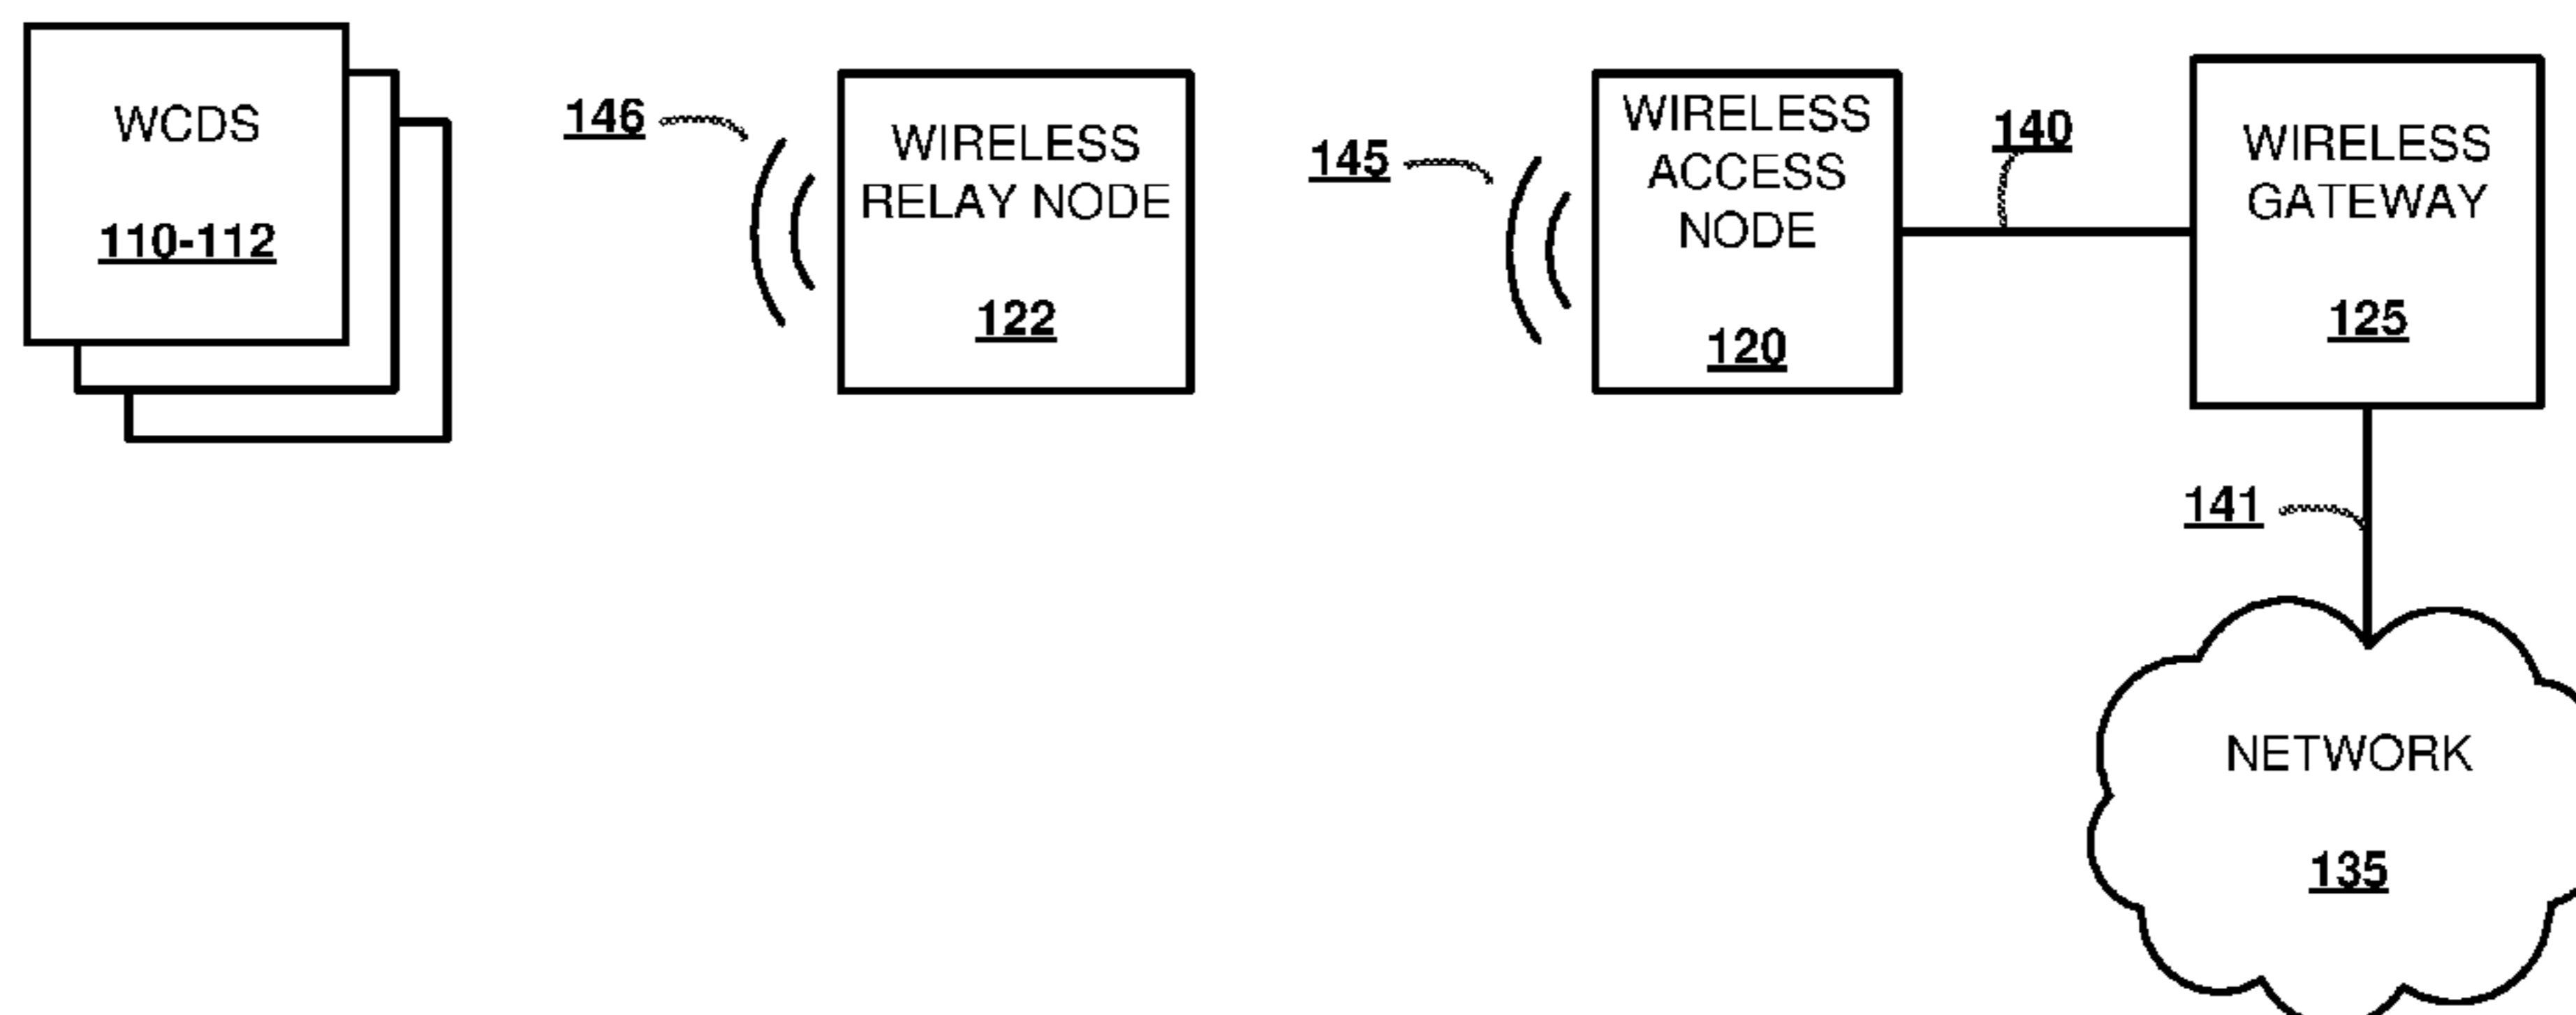 WCDS
110-112
146
WIRELESS
RELAY NODE
122
145
WIRELESS
ACCESS
NODE
120
140
WIRELESS
GATEWAY
125
141
NETWORK
135